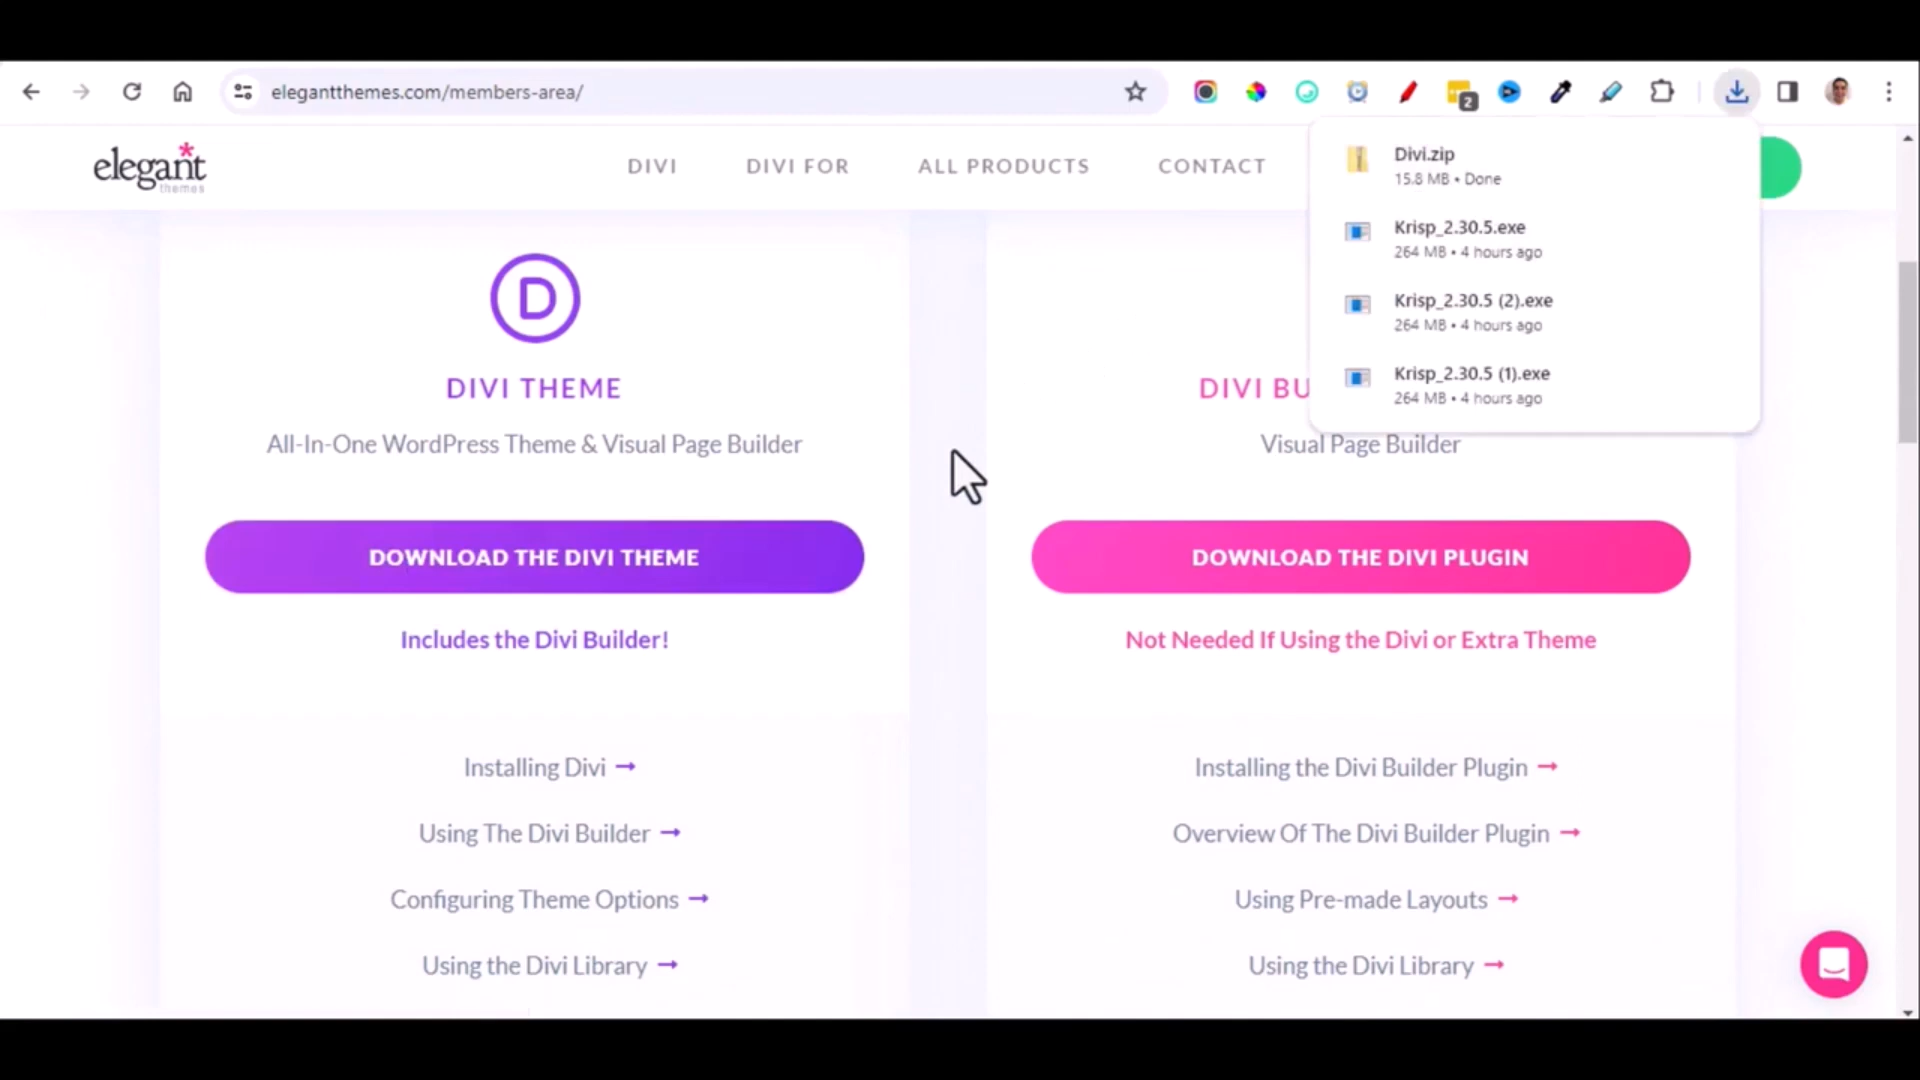 elegantthemes.com/members-area/
2
elegant
themes
DIVI
DIVI FOR
ALL PRODUCTS
CONTACT
Divi.zip
15.8 MB • Done
Krisp_2.30.5.exe
264 MB • 4 hours ago
Krisp_2.30.5 (2).exe
264 MB • 4 hours ago
Krisp_2.30.5 (1).exe
264 MB • 4 hours ago
D
DIVI THEME
All-In-One WordPress Theme & Visual Page Builder
DOWNLOAD THE DIVI THEME
Includes the Divi Builder!
Installing Divi →
Using The Divi Builder →
Configuring Theme Options →
Using the Divi Library →
DIVI BU
Visual Page Builder
DOWNLOAD THE DIVI PLUGIN
Not Needed If Using the Divi or Extra Theme
Installing the Divi Builder Plugin →
Overview Of The Divi Builder Plugin →
Using Pre-made Layouts →
Using the Divi Library →